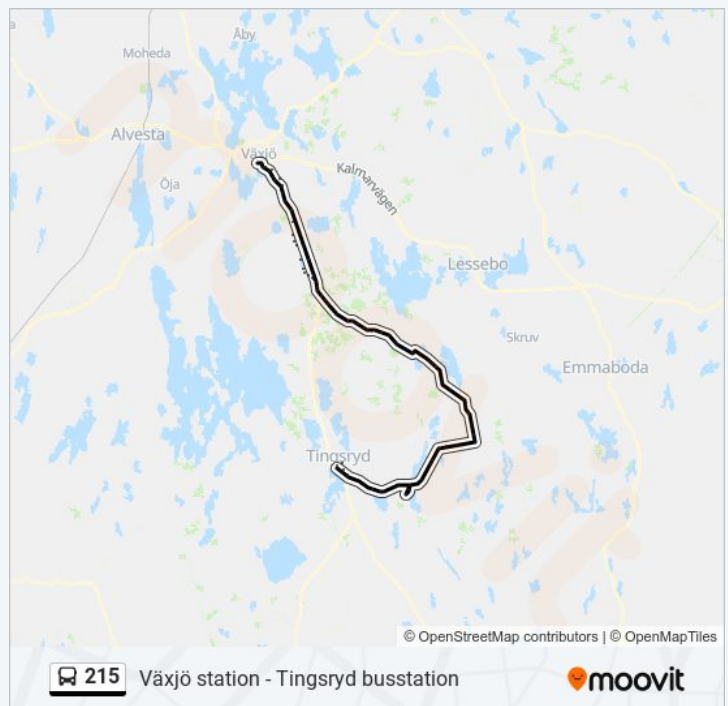 Åby
Moheda
Alvesta
Växjö
Öja
Kalmarvägen
Lessebo
Skruv
Emmaboda
Tingsryd
© OpenStreetMap contributors | © OpenMapTiles
215 Växjö station - Tingsryd busstation
moovit